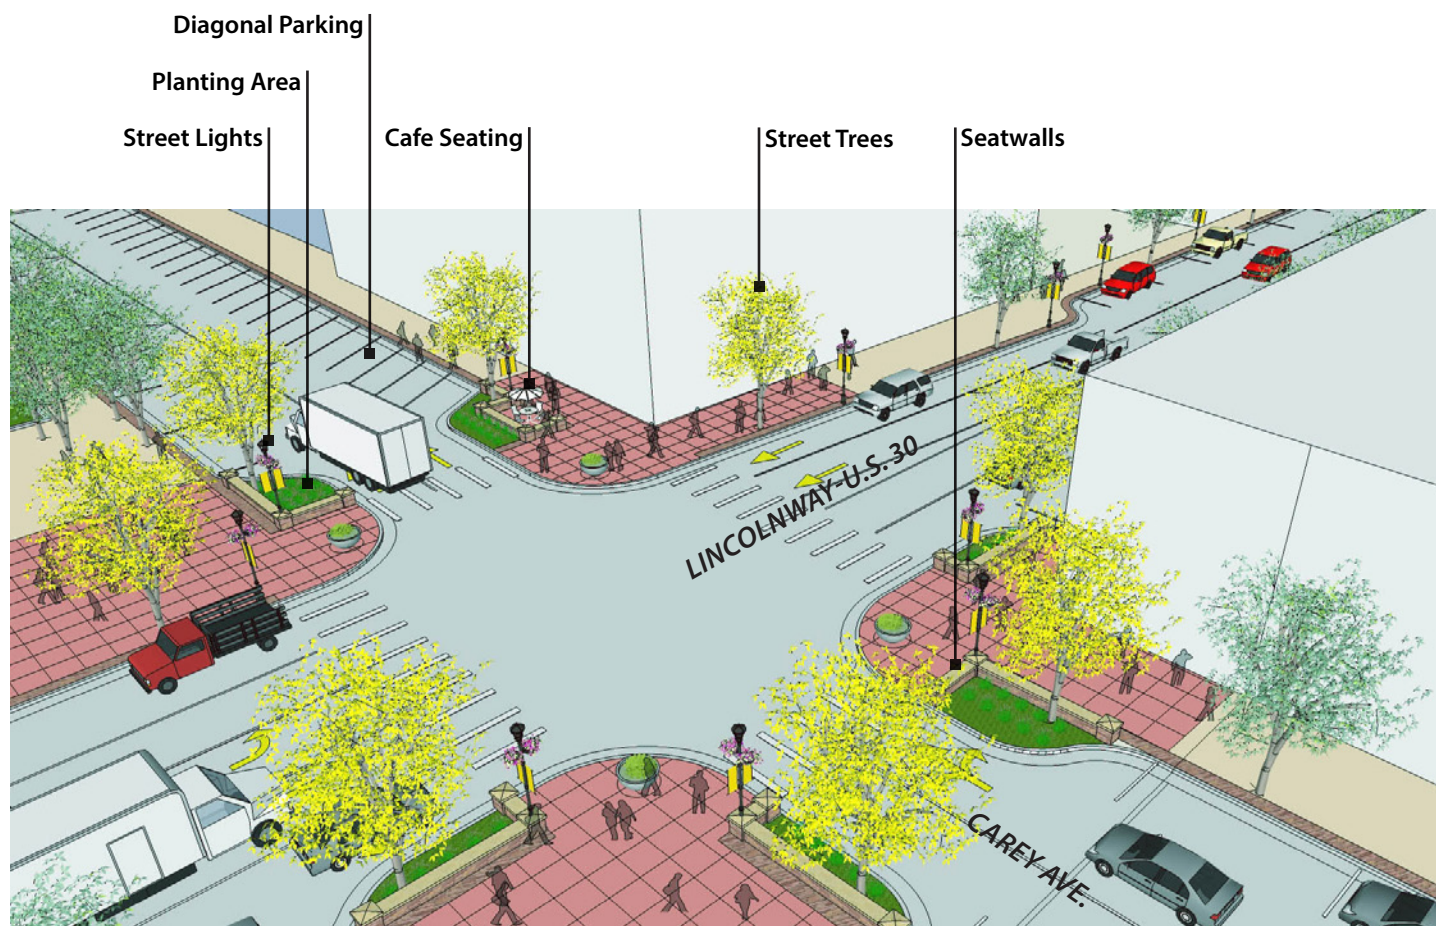 Diagonal Parking
Planting Area
Street Lights
Cafe Seating
Street Trees
Seatwalls
LINCOLNWAY-U.S. 30
CAREY AVE.